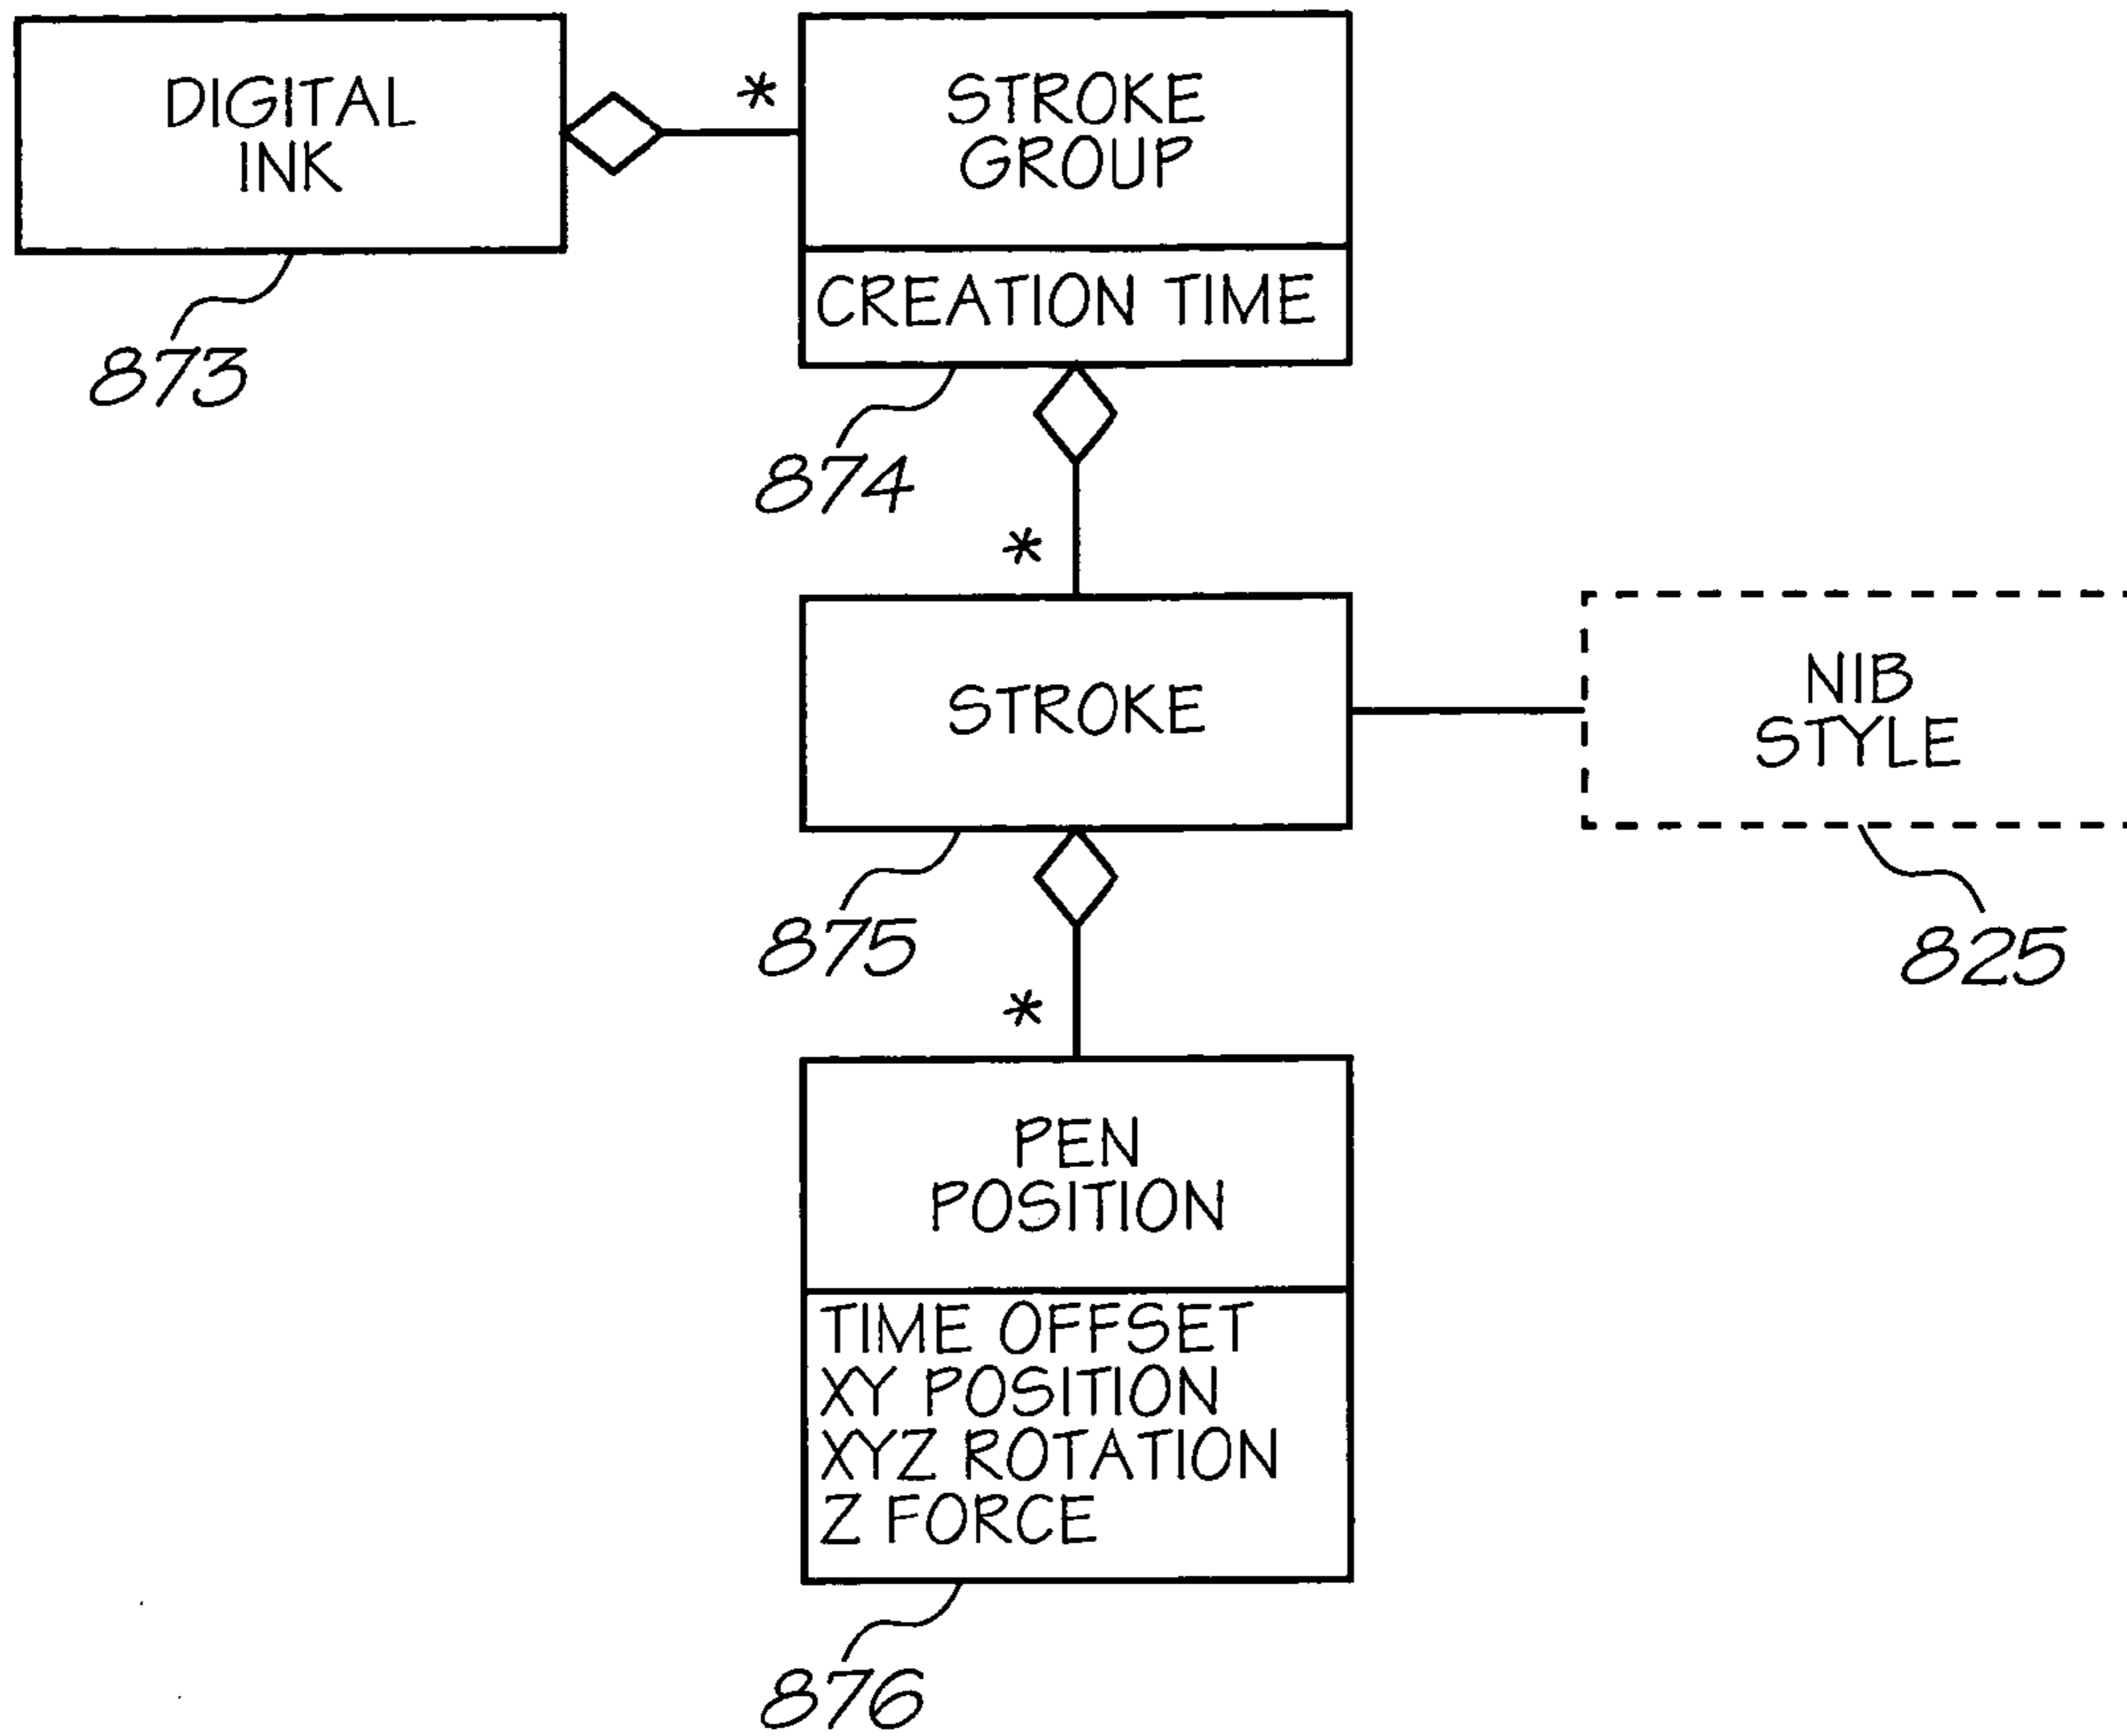 DIGITAL
INK
873
*
STROKE
GROUP
CREATION TIME
874
*
STROKE
875
NIB
STYLE
825
*
PEN
POSITION
TIME OFFSET
XY POSITION
XYZ ROTATION
Z FORCE
876